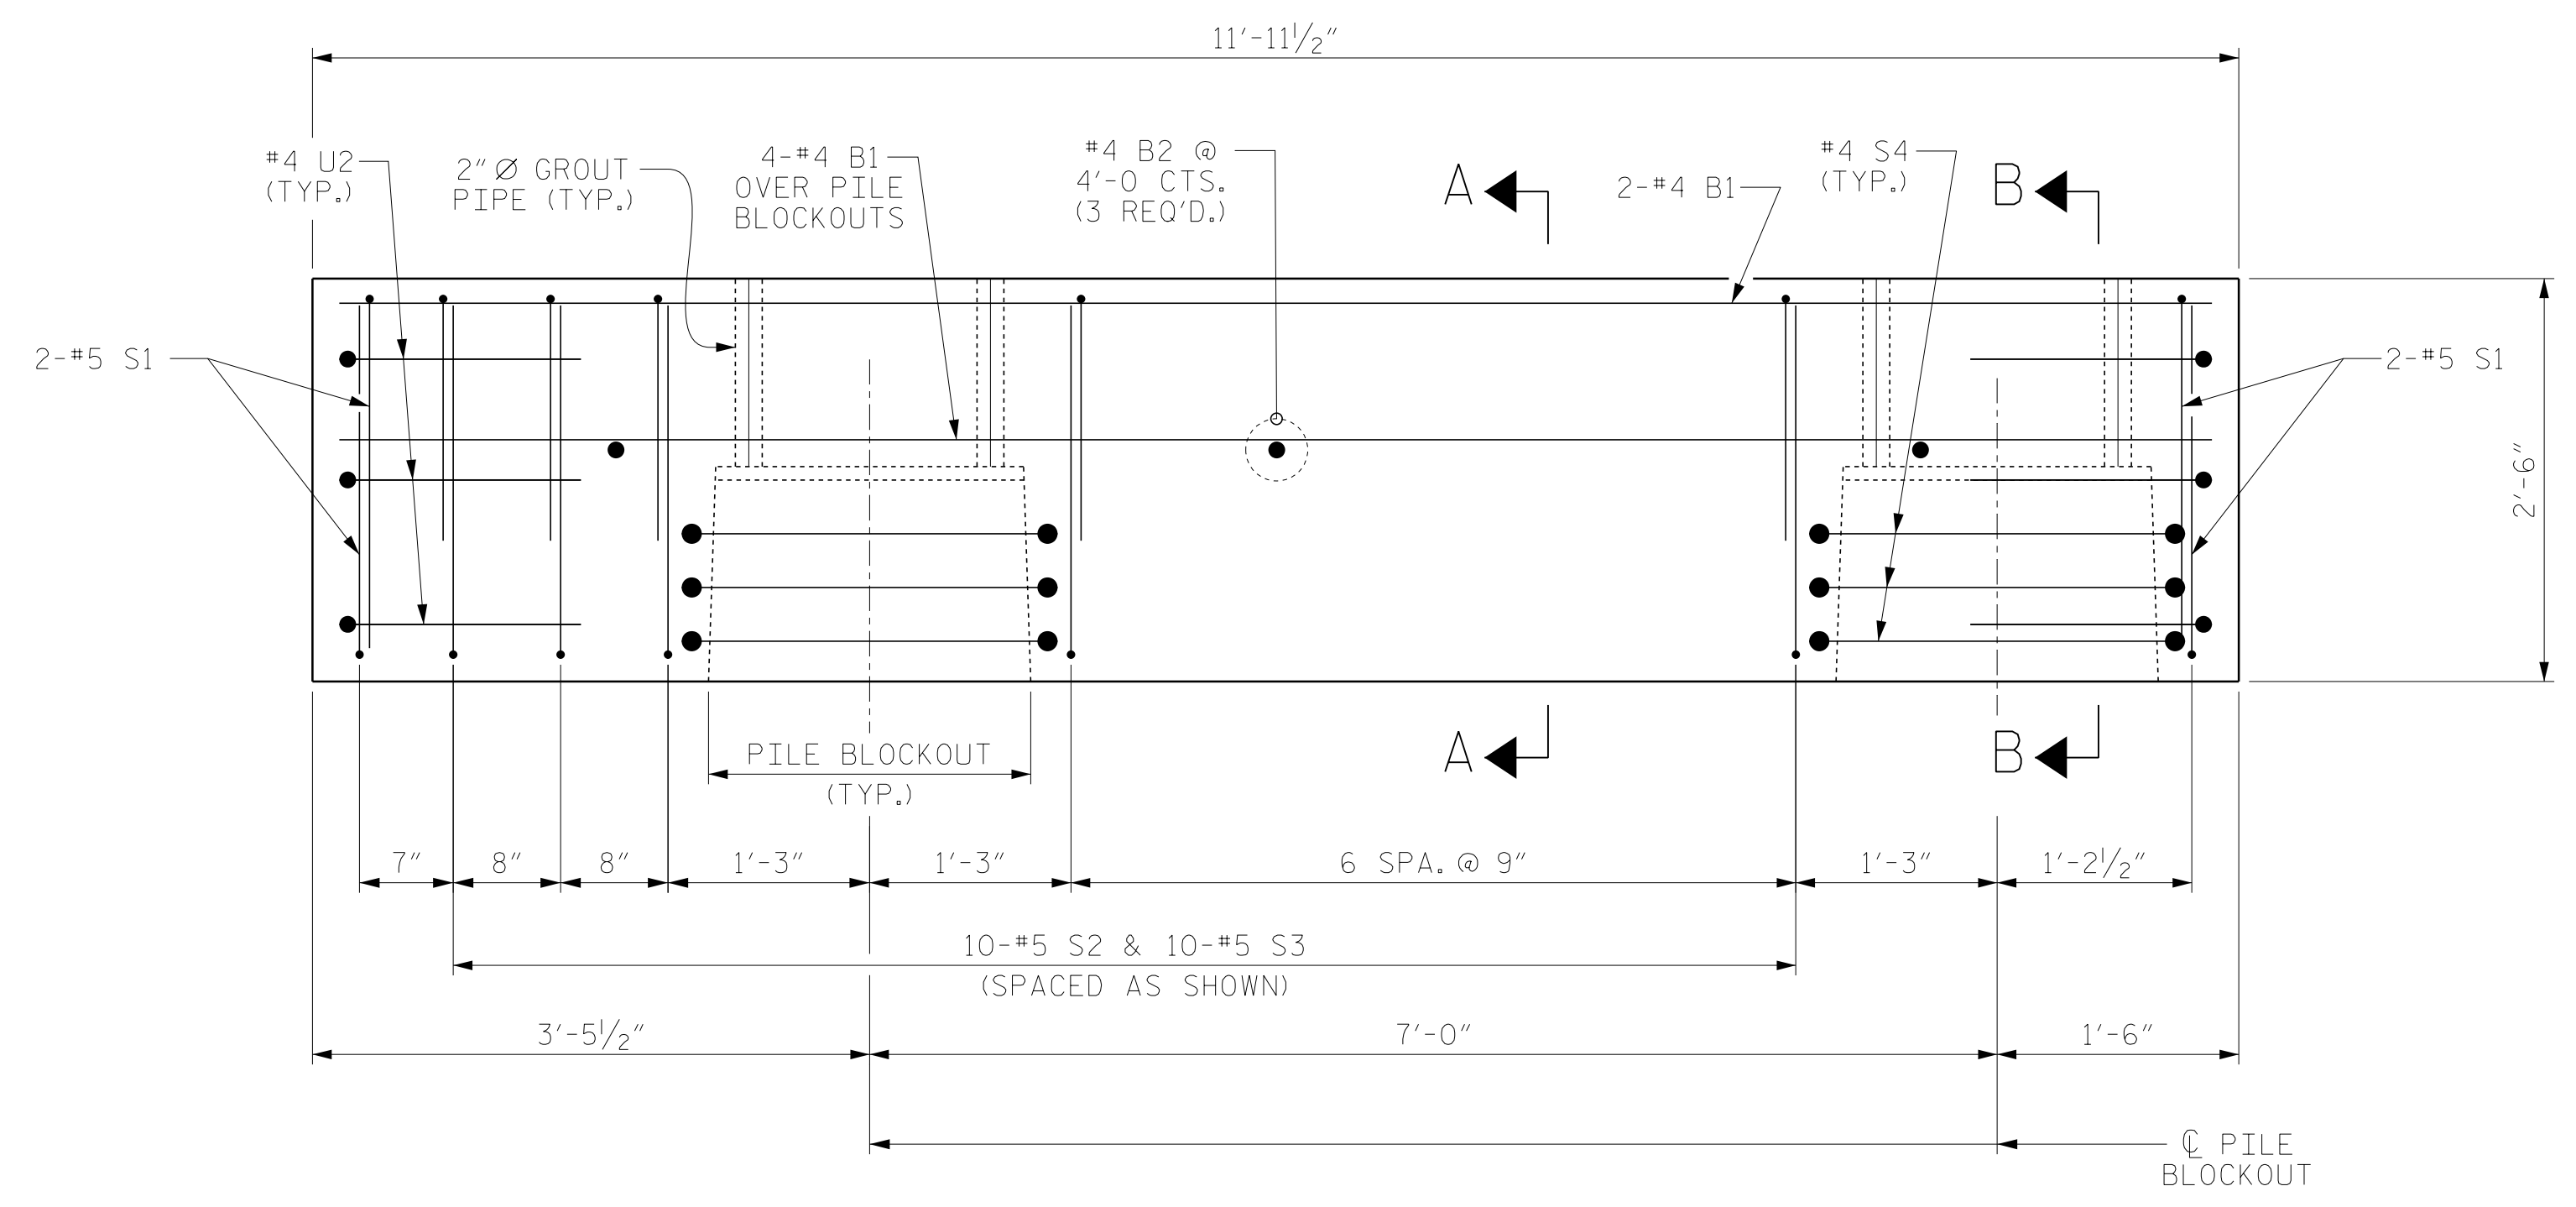 11'-11½"
#4 U2
(TYP.)
2" Ø GROUT
PIPE (TYP.)
4-#4 B1
OVER PILE
BLOCKOUTS
#4 B2 @
4'-0 CTS.
(3 REQ'D.)
A
2-#4 B1
#4 S4
(TYP.)
B
2-#5 S1
2-#5 S1
2'-6"
A
B
PILE BLOCKOUT
(TYP.)
7"
8"
8"
1'-3"
1'-3"
6 SPA. @ 9"
1'-3"
1'-2½"
10-#5 S2 & 10-#5 S3
(SPACED AS SHOWN)
3'-5½"
7'-0"
1'-6"
℄ PILE
BLOCKOUT